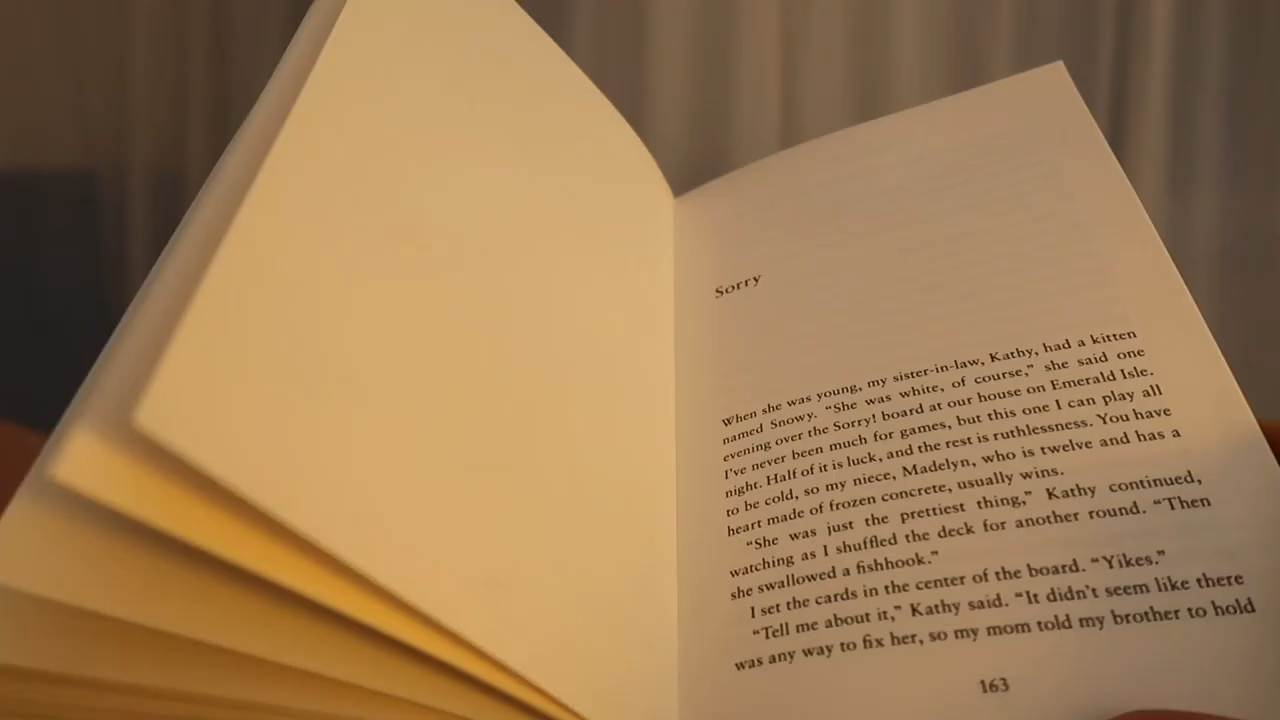 Sorry
When she was young, my sister-in-law, Kathy, had a kitten
named Snowy. “She was white, of course,” she said one
evening over the Sorry! board at our house on Emerald Isle.
I’ve never been much for games, but this one I can play all
night. Half of it is luck, and the rest is ruthlessness. You have
to be cold, so my niece, Madelyn, who is twelve and has a
heart made of frozen concrete, usually wins.
“She was just the prettiest thing,” Kathy continued,
watching as I shuffled the deck for another round. “Then
she swallowed a fishhook.”
I set the cards in the center of the board. “Yikes.”
“Tell me about it,” Kathy said. “It didn’t seem like there
was any way to fix her, so my mom told my brother to hold
163